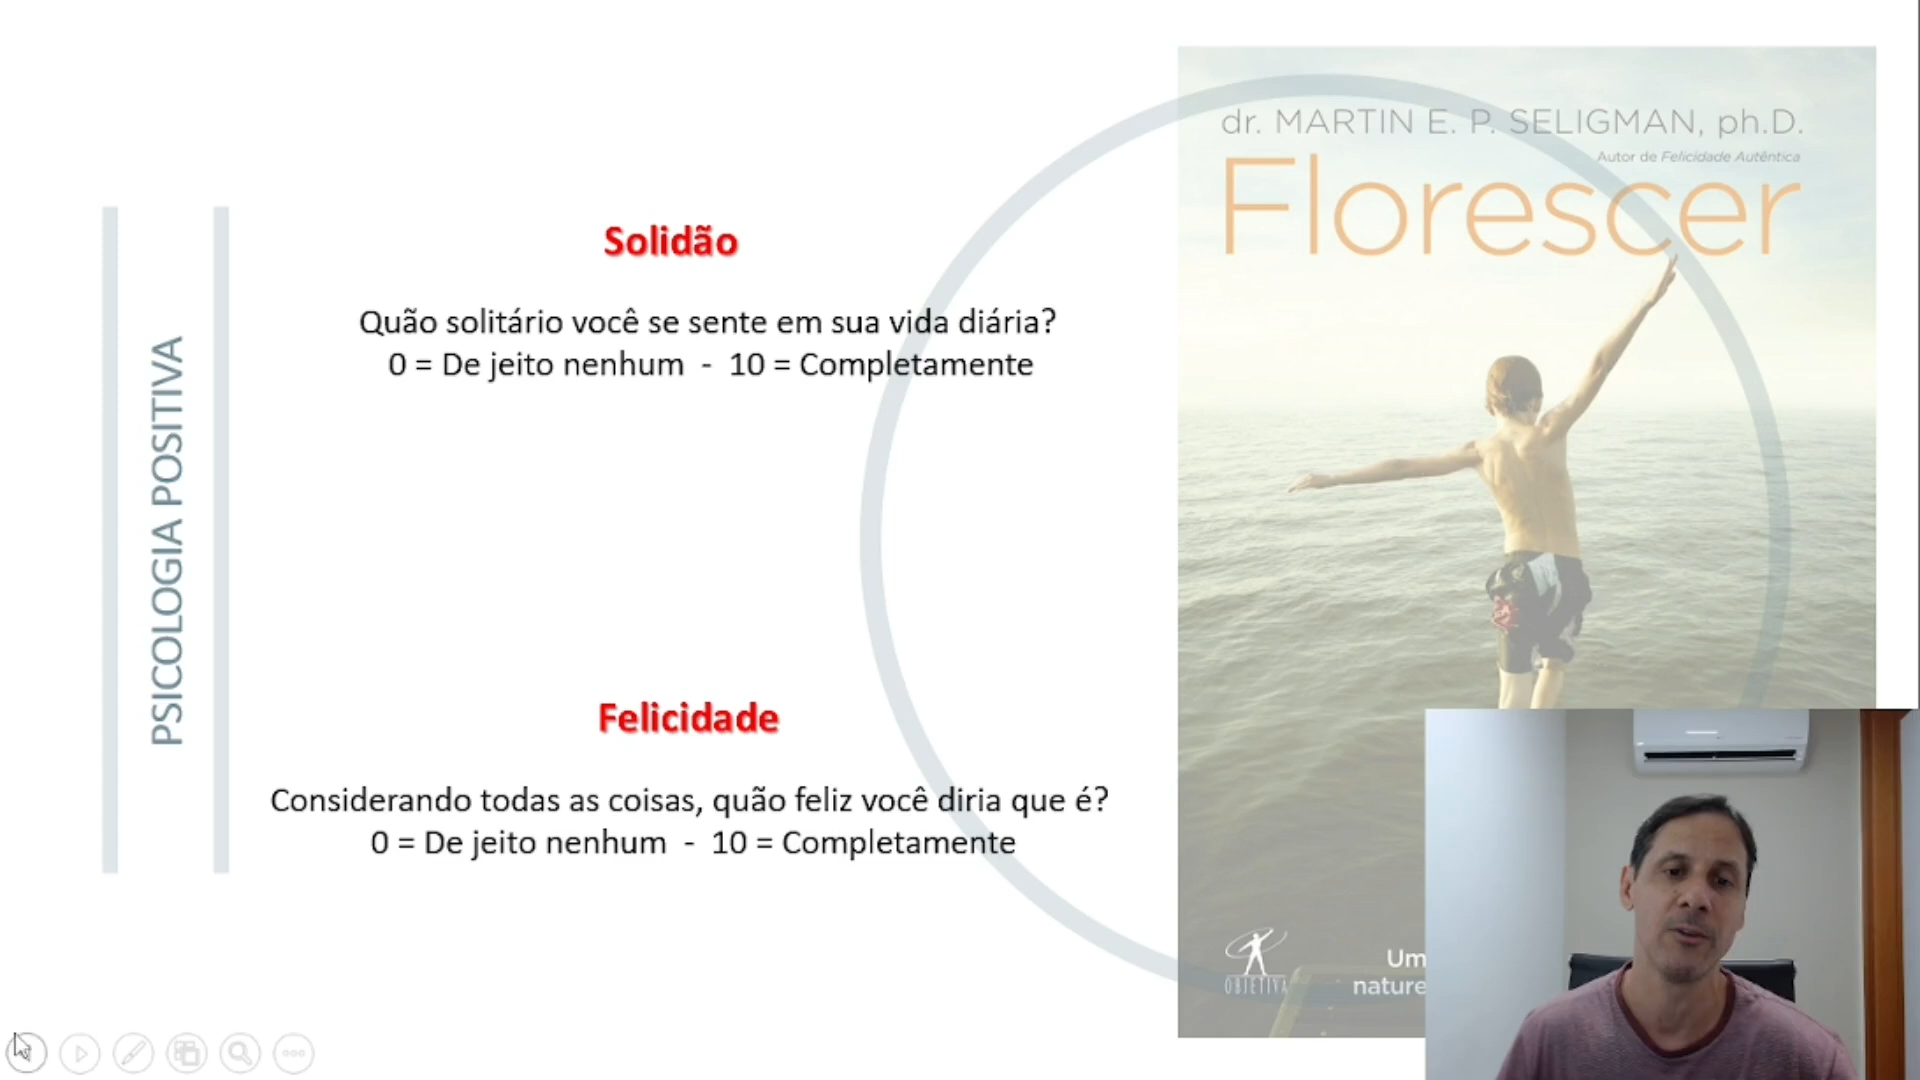 PSICOLOGIA POSITIVA
Solidão
Quão solitário você se sente em sua vida diária?
0 = De jeito nenhum - 10 = Completamente
Felicidade
Considerando todas as coisas, quão feliz você diria que é?
0 = De jeito nenhum - 10 = Completamente
dr. MARTIN E. P. SELIGMAN, ph.D.
Autor de Felicidade Autêntica
Florescer
OBJETIVA
Um
nature